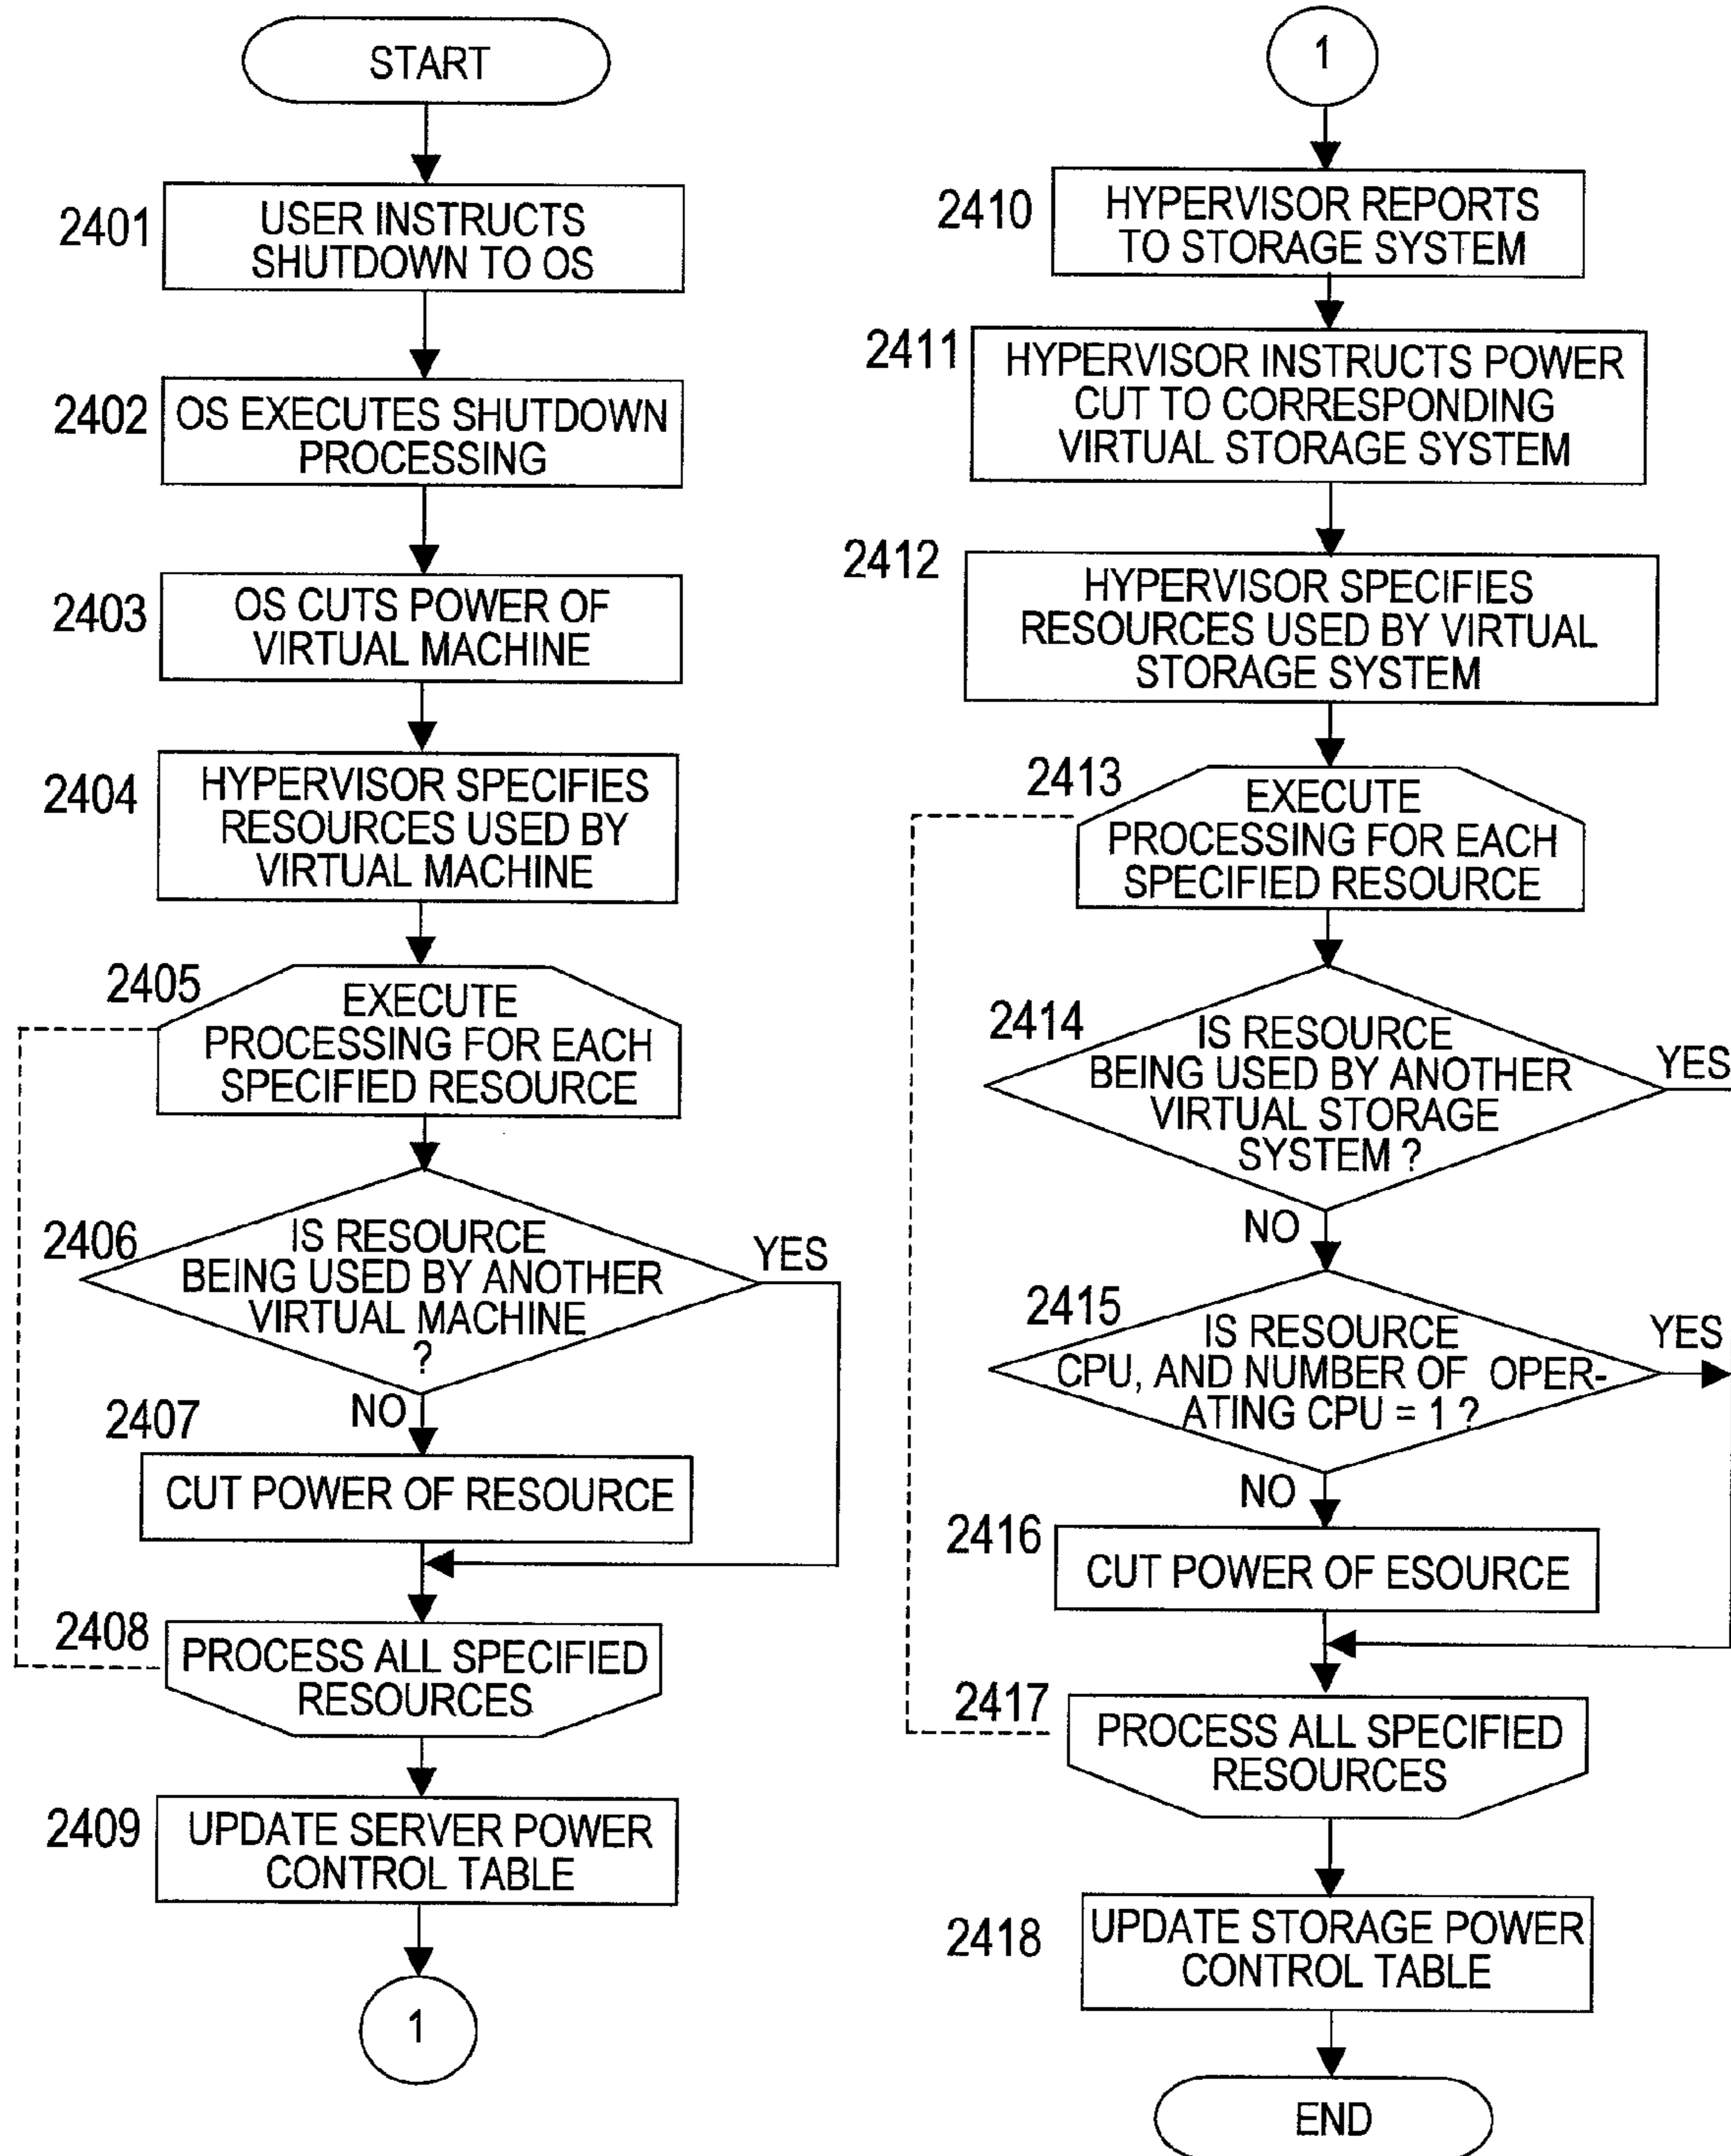 START
2401
USER INSTRUCTS
SHUTDOWN TO OS
2402
OS EXECUTES SHUTDOWN
PROCESSING
2403
OS CUTS POWER OF
VIRTUAL MACHINE
2404
HYPERVISOR SPECIFIES
RESOURCES USED BY
VIRTUAL MACHINE
2405
EXECUTE
PROCESSING FOR EACH
SPECIFIED RESOURCE
2406
IS RESOURCE
BEING USED BY ANOTHER
VIRTUAL MACHINE
?
YES
NO
2407
CUT POWER OF RESOURCE
2408
PROCESS ALL SPECIFIED
RESOURCES
2409
UPDATE SERVER POWER
CONTROL TABLE
1
1
2410
HYPERVISOR REPORTS
TO STORAGE SYSTEM
2411
HYPERVISOR INSTRUCTS POWER
CUT TO CORRESPONDING
VIRTUAL STORAGE SYSTEM
2412
HYPERVISOR SPECIFIES
RESOURCES USED BY VIRTUAL
STORAGE SYSTEM
2413
EXECUTE
PROCESSING FOR EACH
SPECIFIED RESOURCE
2414
IS RESOURCE
BEING USED BY ANOTHER
VIRTUAL STORAGE
SYSTEM ?
YES
NO
2415
IS RESOURCE
CPU, AND NUMBER OF OPER-
ATING CPU = 1 ?
YES
NO
2416
CUT POWER OF ESOURCE
2417
PROCESS ALL SPECIFIED
RESOURCES
2418
UPDATE STORAGE POWER
CONTROL TABLE
END